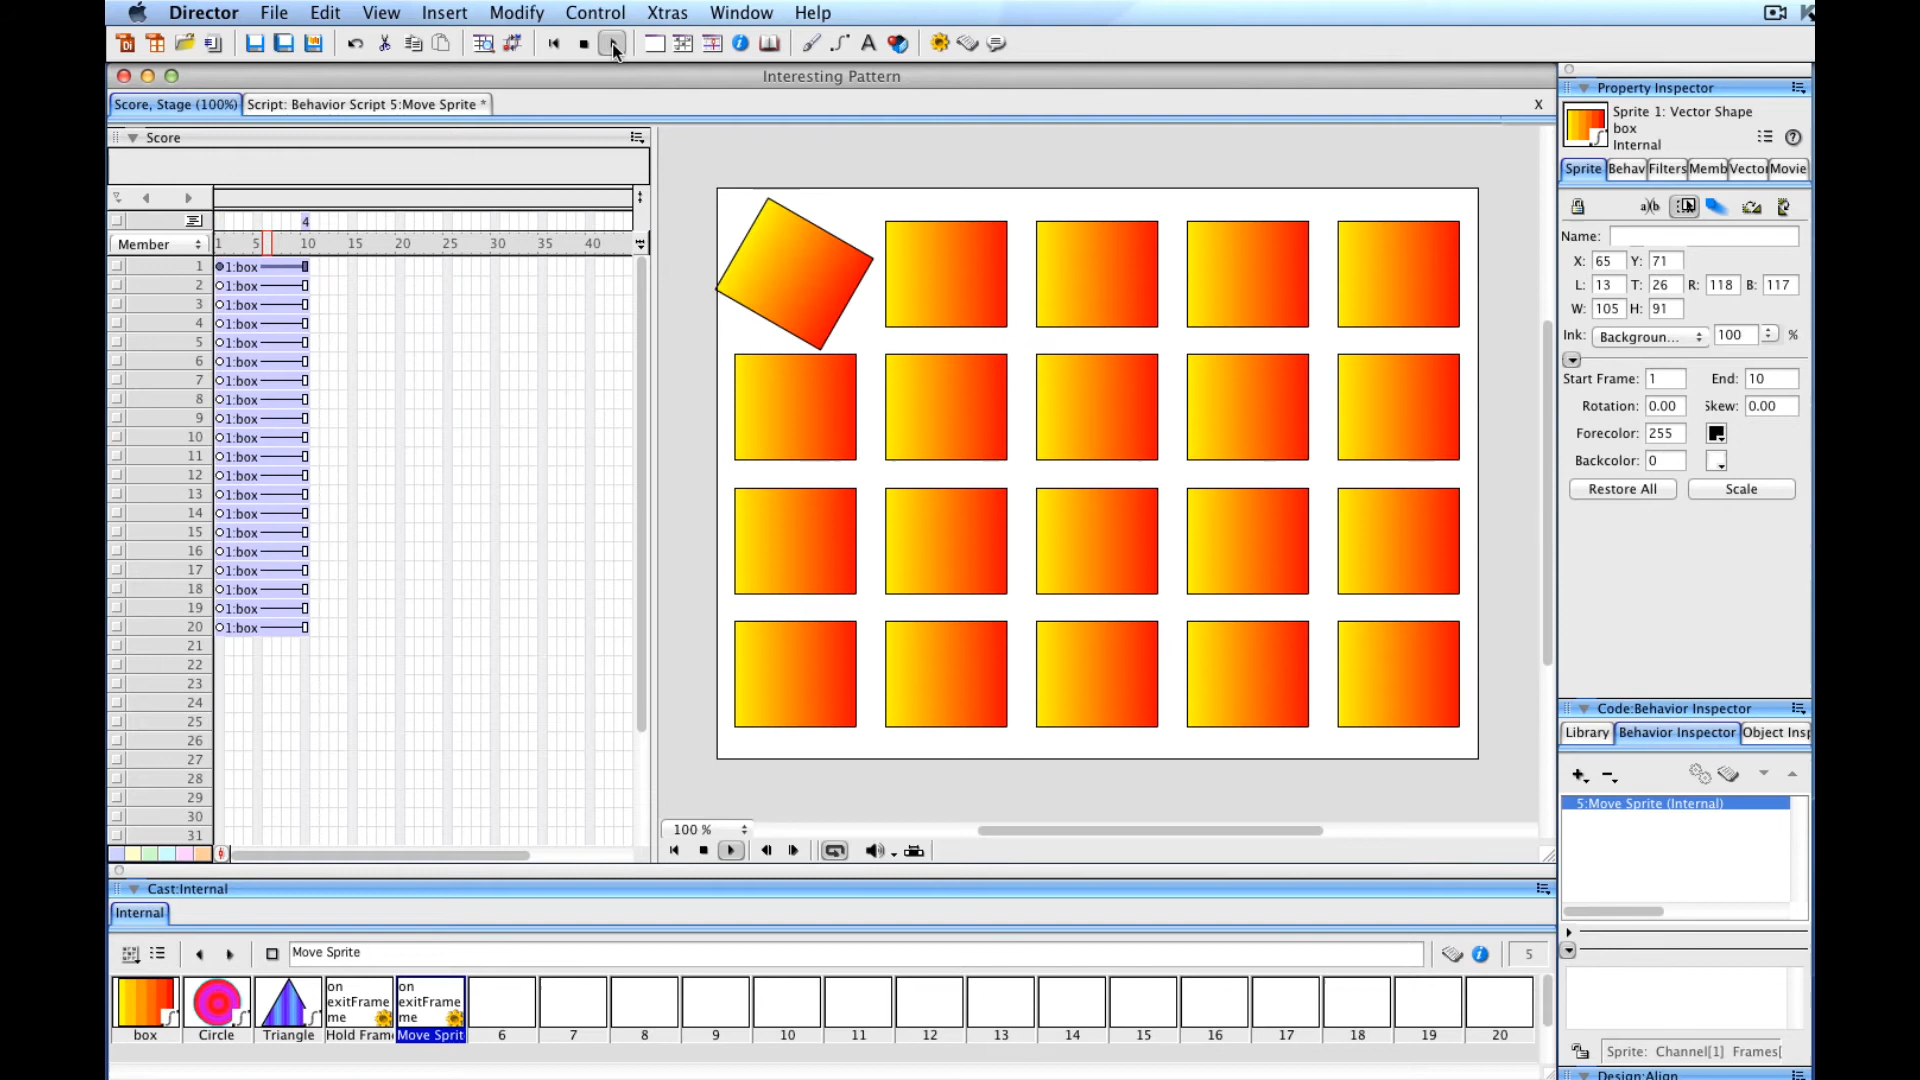 Director File Edit View Insert Modify Control Xtras Window Help
Interesting Pattern
Score, Stage (100%) Script: Behavior Script 5:Move Sprite *
X
Score
4
Member
1 5 10 15 20 25 30 35 40
1 1:box
2 1:box
3 1:box
4 1:box
5 1:box
6 1:box
7 1:box
8 1:box
9 1:box
10 1:box
11 1:box
12 1:box
13 1:box
14 1:box
15 1:box
16 1:box
17 1:box
18 1:box
19 1:box
20 1:box
21
22
23
24
25
26
27
28
29
30
31
100 %
Property Inspector
Sprite 1: Vector Shape
box
Internal
Sprite Behav Filters Memb Vector Movie
Name:
X: 65 Y: 71
L: 13 T: 26 R: 118 B: 117
W: 105 H: 91
Ink: Backgroun... 100 %
Start Frame: 1 End: 10
Rotation: 0.00 Skew: 0.00
Forecolor: 255
Backcolor: 0
Restore All Scale
Code:Behavior Inspector
Library Behavior Inspector Object Insp
5:Move Sprite (Internal)
Sprite: Channel[1] Frames[
Design:Align
Cast:Internal
Internal
Move Sprite
5
on
exitFrame
me
on
exitFrame
me
box Circle Triangle Hold Fram Move Sprit 6 7 8 9 10 11 12 13 14 15 16 17 18 19 20